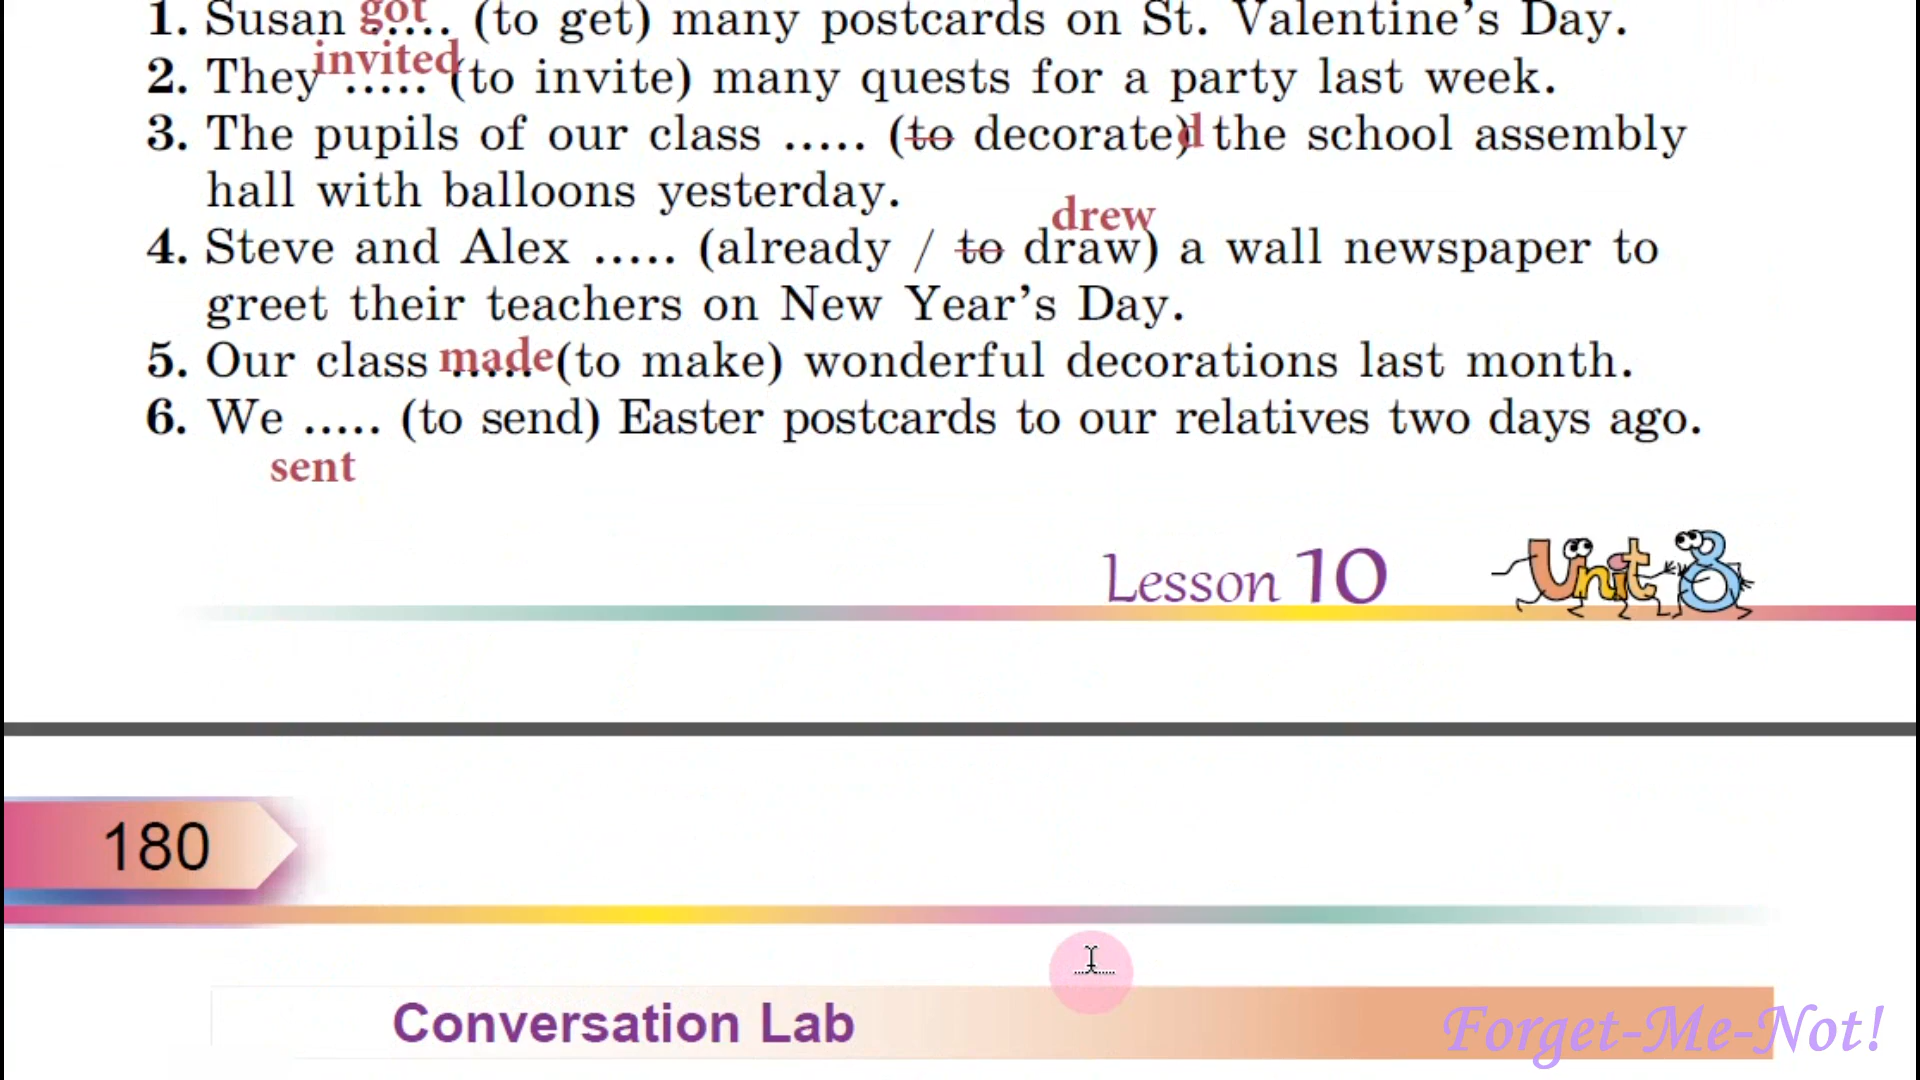 1. Susan got ..... (to get) many postcards on St. Valentine's Day.
2. They invited ..... (to invite) many quests for a party last week.
3. The pupils of our class ..... (to decorate)d the school assembly
hall with balloons yesterday.
drew
4. Steve and Alex ..... (already / to draw) a wall newspaper to
greet their teachers on New Year's Day.
5. Our class made ..... (to make) wonderful decorations last month.
6. We ..... (to send) Easter postcards to our relatives two days ago.
sent
Lesson 10 Unit 8
180
Conversation Lab
Forget-Me-Not!